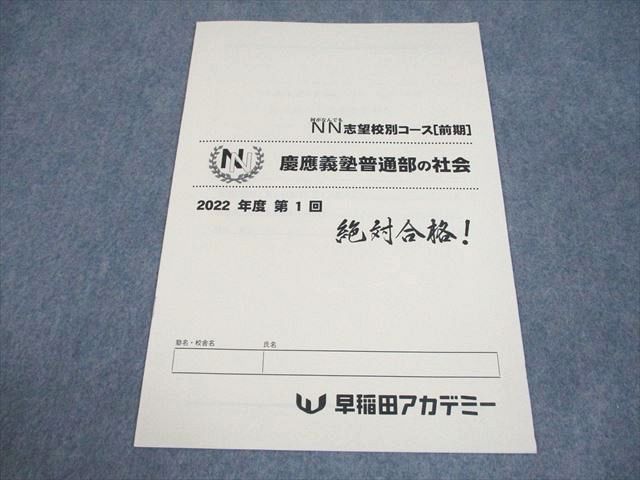 何がなんでも
NN志望校別コース[前期]
NN
慶應義塾普通部の社会
2022 年度 第 1 回
絶対合格!
塾名・校舎名
氏名
早稲田アカデミー